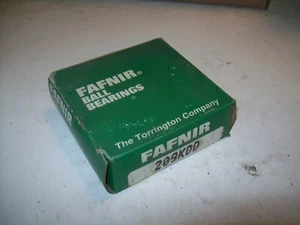 FAFNIR®
BALL
BEARINGS
The Torrington Company
FAFNIR
209KDD